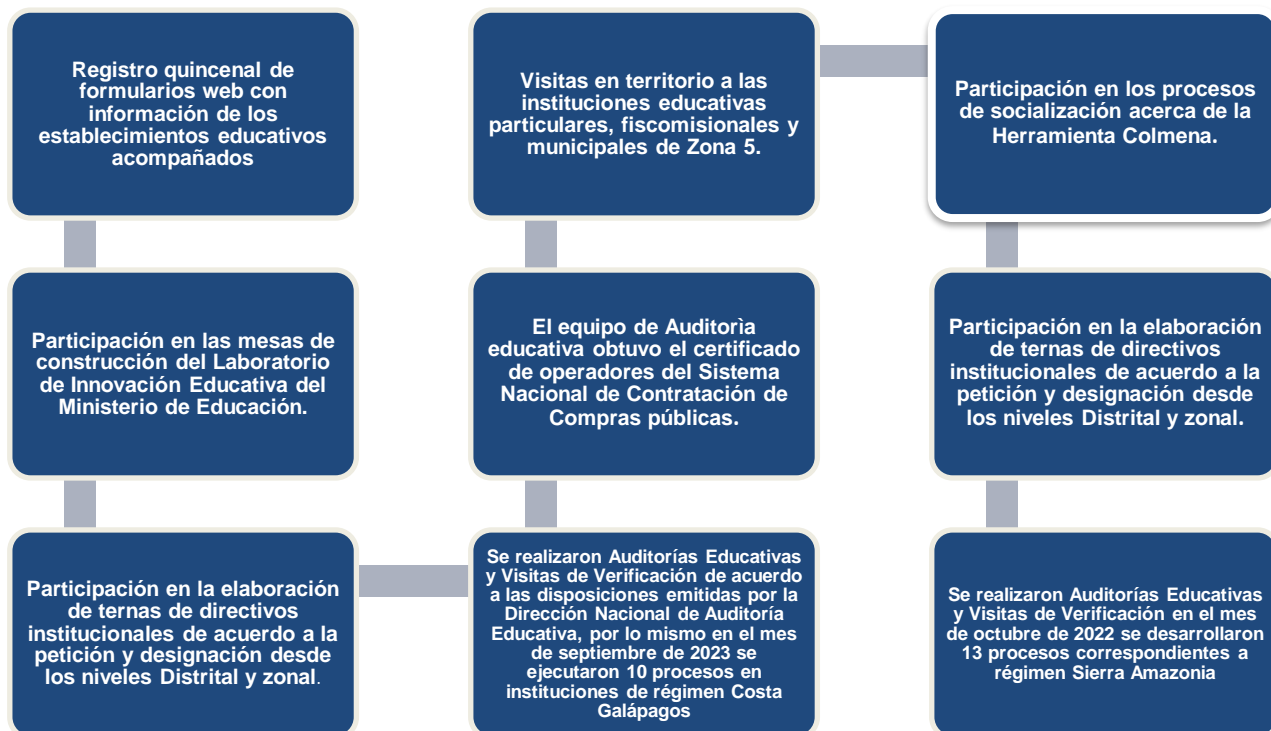 Registro quincenal de
formularios web con
información de los
establecimientos educativos
acompañados
Participación en las mesas de
construcción del Laboratorio
de Innovación Educativa del
Ministerio de Educación.
Participación en la elaboración
de ternas de directivos
institucionales de acuerdo a la
petición y designación desde
los niveles Distrital y zonal.
Se realizaron Auditorías Educativas
y Visitas de Verificación de acuerdo
a las disposiciones emitidas por la
Dirección Nacional de Auditoría
Educativa, por lo mismo en el mes
de septiembre de 2023 se
ejecutaron 10 procesos en
instituciones de régimen Costa
Galápagos
El equipo de Auditorìa
educativa obtuvo el certificado
de operadores del Sistema
Nacional de Contratación de
Compras públicas.
Visitas en territorio a las
instituciones educativas
particulares, fiscomisionales y
municipales de Zona 5.
Participación en los procesos
de socialización acerca de la
Herramienta Colmena.
Participación en la elaboración
de ternas de directivos
institucionales de acuerdo a la
petición y designación desde
los niveles Distrital y zonal.
Se realizaron Auditorías Educativas
y Visitas de Verificación en el mes
de octubre de 2022 se desarrollaron
13 procesos correspondientes a
régimen Sierra Amazonia